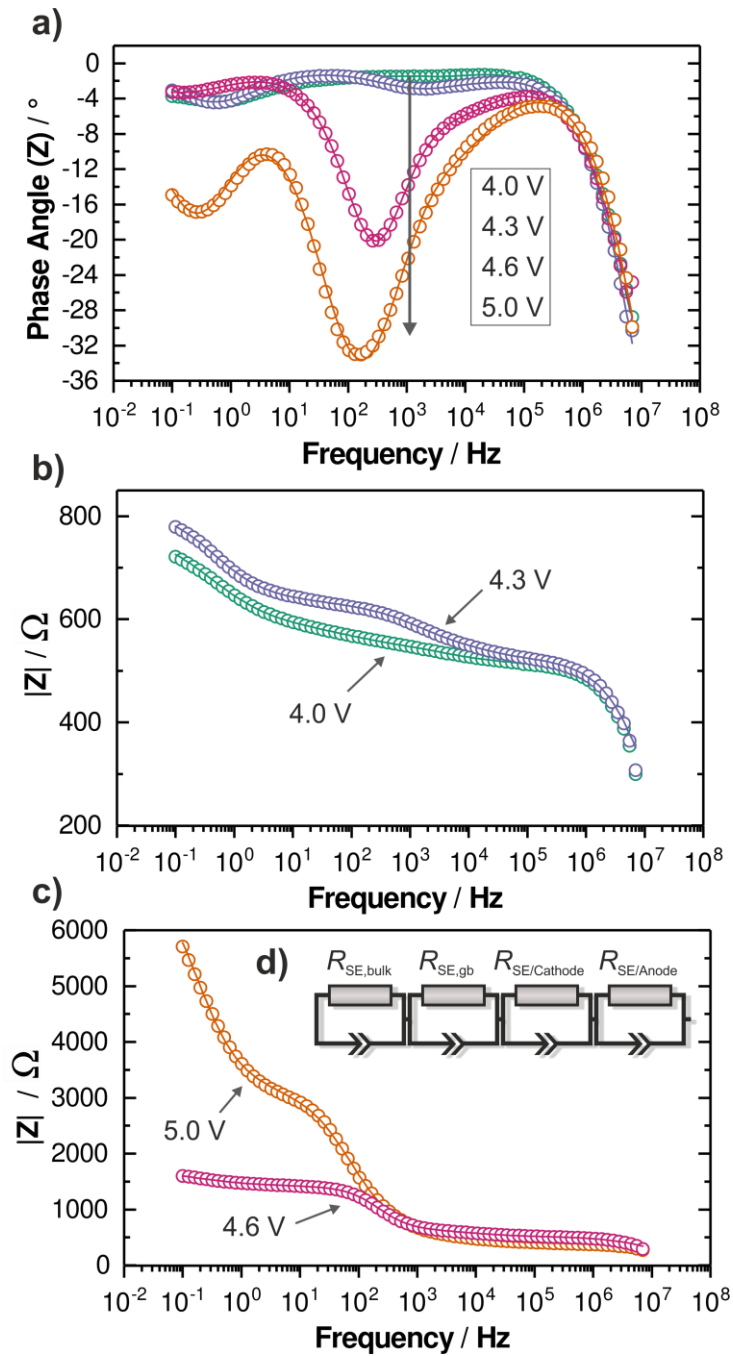 a)
Phase Angle (Z) / °
0
-4
-8
-12
-16
-20
-24
-28
-32
-36
4.0 V
4.3 V
4.6 V
5.0 V
10-2 10-1 100 101 102 103 104 105 106 107 108
Frequency / Hz
b)
|Z| / Ω
800
600
400
200
4.3 V
4.0 V
10-2 10-1 100 101 102 103 104 105 106 107 108
Frequency / Hz
c)
|Z| / Ω
6000
5000
4000
3000
2000
1000
0
d)
RSE,bulk RSE,gb RSE/Cathode RSE/Anode
5.0 V
4.6 V
10-2 10-1 100 101 102 103 104 105 106 107 108
Frequency / Hz